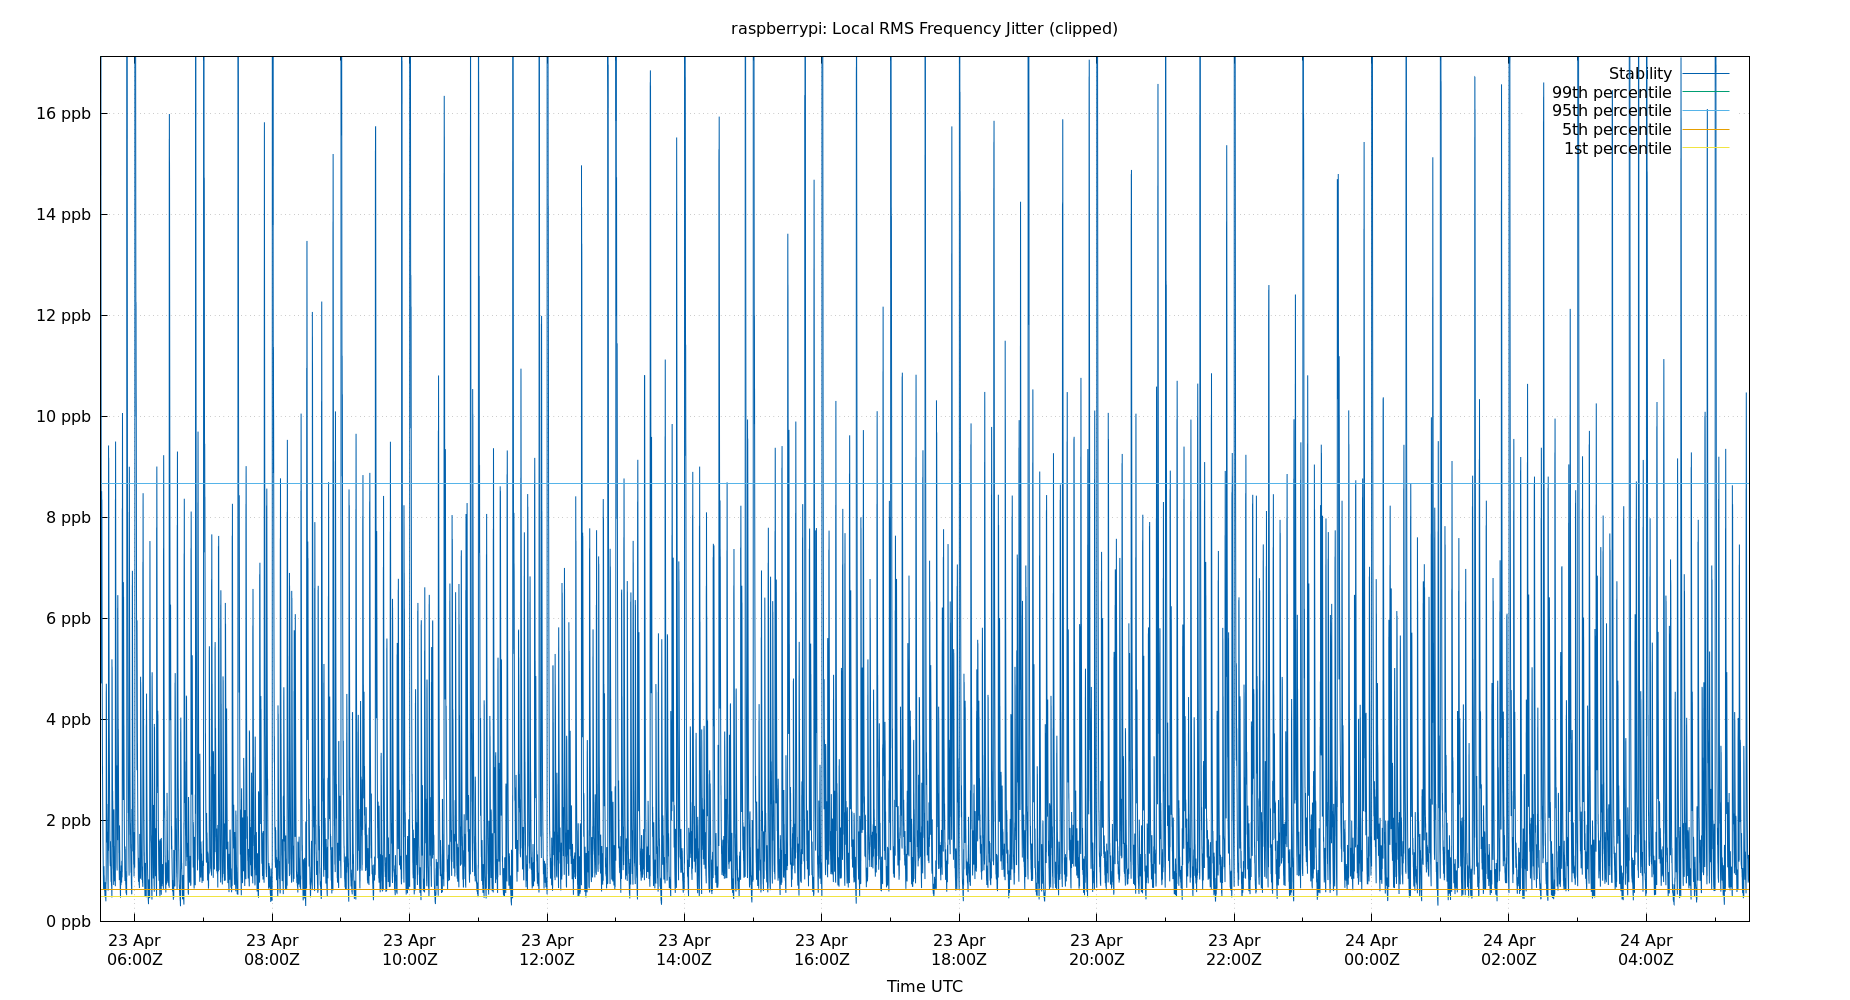 raspberrypi: Local RMS Frequency Jitter (clipped)
Stability
99th percentile
95th percentile
5th percentile
1st percentile
16 ppb
14 ppb
12 ppb
10 ppb
8 ppb
6 ppb
4 ppb
2 ppb
0 ppb
23 Apr 23 Apr 23 Apr 23 Apr 23 Apr 23 Apr 23 Apr 23 Apr 23 Apr 24 Apr 24 Apr 24 Apr
06:00Z 08:00Z 10:00Z 12:00Z 14:00Z 16:00Z 18:00Z 20:00Z 22:00Z 00:00Z 02:00Z 04:00Z
Time UTC